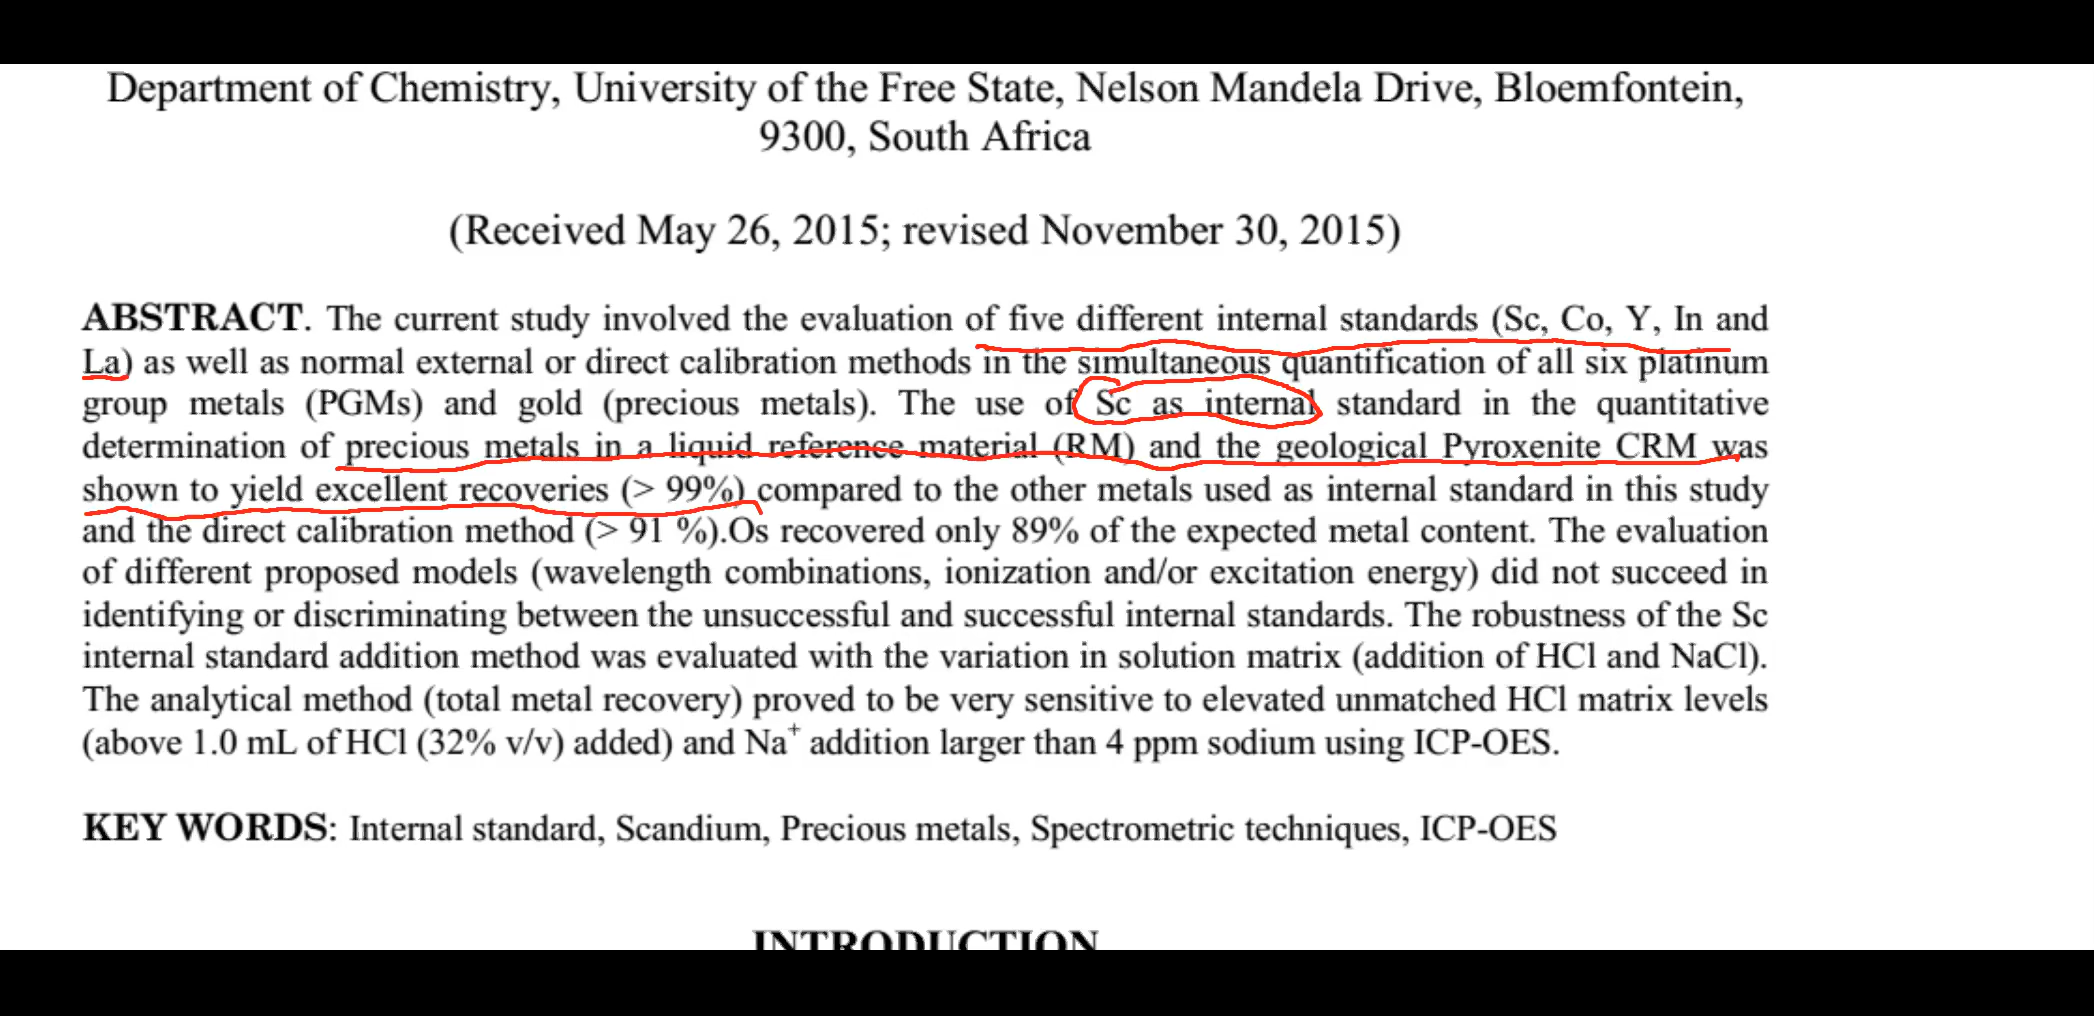 Department of Chemistry, University of the Free State, Nelson Mandela Drive, Bloemfontein,
9300, South Africa
(Received May 26, 2015; revised November 30, 2015)
ABSTRACT. The current study involved the evaluation of five different internal standards (Sc, Co, Y, In and
La) as well as normal external or direct calibration methods in the simultaneous quantification of all six platinum
group metals (PGMs) and gold (precious metals). The use of Sc as internal standard in the quantitative
determination of precious metals in a liquid reference material (RM) and the geological Pyroxenite CRM was
shown to yield excellent recoveries (> 99%) compared to the other metals used as internal standard in this study
and the direct calibration method (> 91 %).Os recovered only 89% of the expected metal content. The evaluation
of different proposed models (wavelength combinations, ionization and/or excitation energy) did not succeed in
identifying or discriminating between the unsuccessful and successful internal standards. The robustness of the Sc
internal standard addition method was evaluated with the variation in solution matrix (addition of HCl and NaCl).
The analytical method (total metal recovery) proved to be very sensitive to elevated unmatched HCl matrix levels
(above 1.0 mL of HCl (32% v/v) added) and Na⁺ addition larger than 4 ppm sodium using ICP-OES.
KEY WORDS: Internal standard, Scandium, Precious metals, Spectrometric techniques, ICP-OES
INTRODUCTION